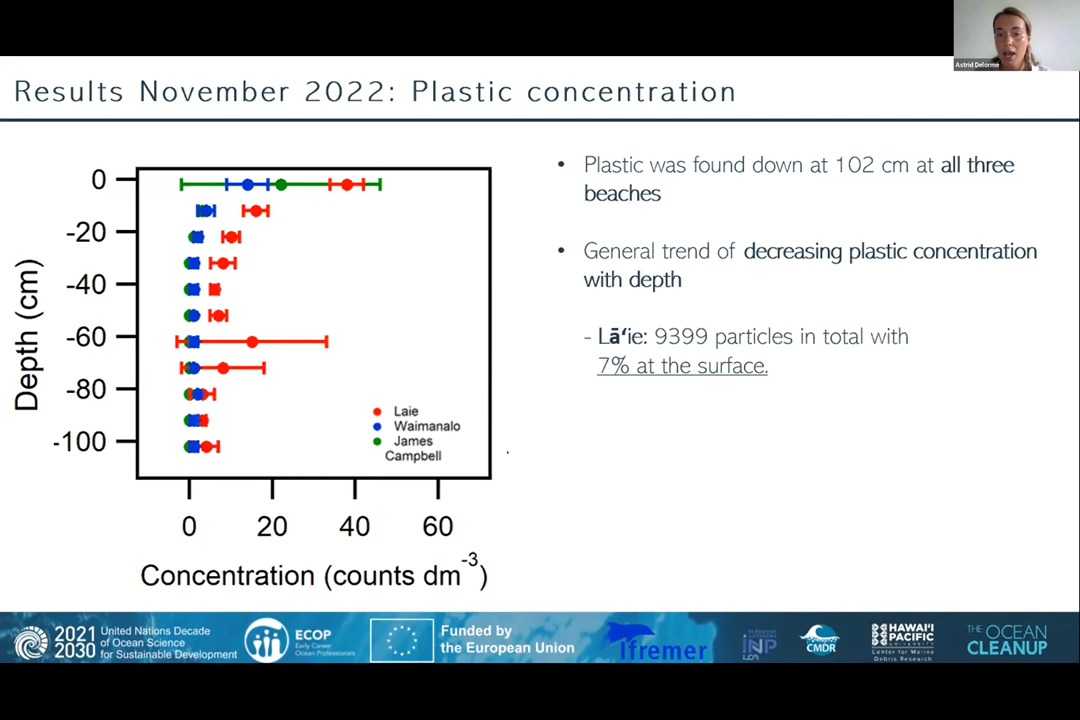 Astrid Delorme
Results November 2022: Plastic concentration
0
-20
-40
-60
-80
-100
Depth (cm)
Laie
Waimanalo
James
Campbell
0
20
40
60
Concentration (counts dm⁻³)
• Plastic was found down at 102 cm at all three
beaches
• General trend of decreasing plastic concentration
with depth
- Lāʻie: 9399 particles in total with
7% at the surface.
2021
2030
United Nations Decade
of Ocean Science
for Sustainable Development
ECOP
Early Career
Ocean Professionals
Funded by
the European Union
Ifremer
INP
CMDR
HAWAIʻI
PACIFIC
UNIVERSITY
Center for Marine
Debris Research
THE OCEAN
CLEANUP